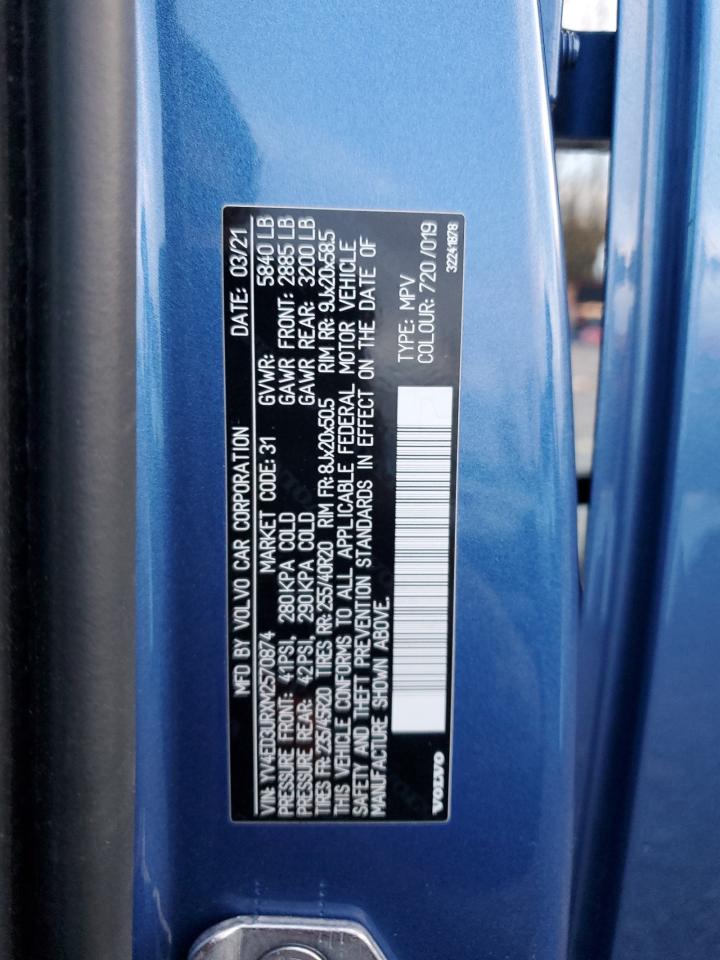 MFD BY VOLVO CAR CORPORATION DATE: 03/21
VIN: YV4ED3URXM2570874 MARKET CODE: 31 GVWR: 5840 LB
PRESSURE FRONT: 41PSI, 280KPA COLD GAWR FRONT: 2885 LB
PRESSURE REAR: 42PSI, 290KPA COLD GAWR REAR: 3200 LB
TIRES FR: 235/45R20 TIRES RR: 255/40R20 RIM FR: 8Jx20x50.5 RIM RR: 9Jx20x58.5
THIS VEHICLE CONFORMS TO ALL APPLICABLE FEDERAL MOTOR VEHICLE
SAFETY AND THEFT PREVENTION STANDARDS IN EFFECT ON THE DATE OF
MANUFACTURE SHOWN ABOVE.
TYPE: MPV
COLOUR: 720/019
VOLVO 32241878